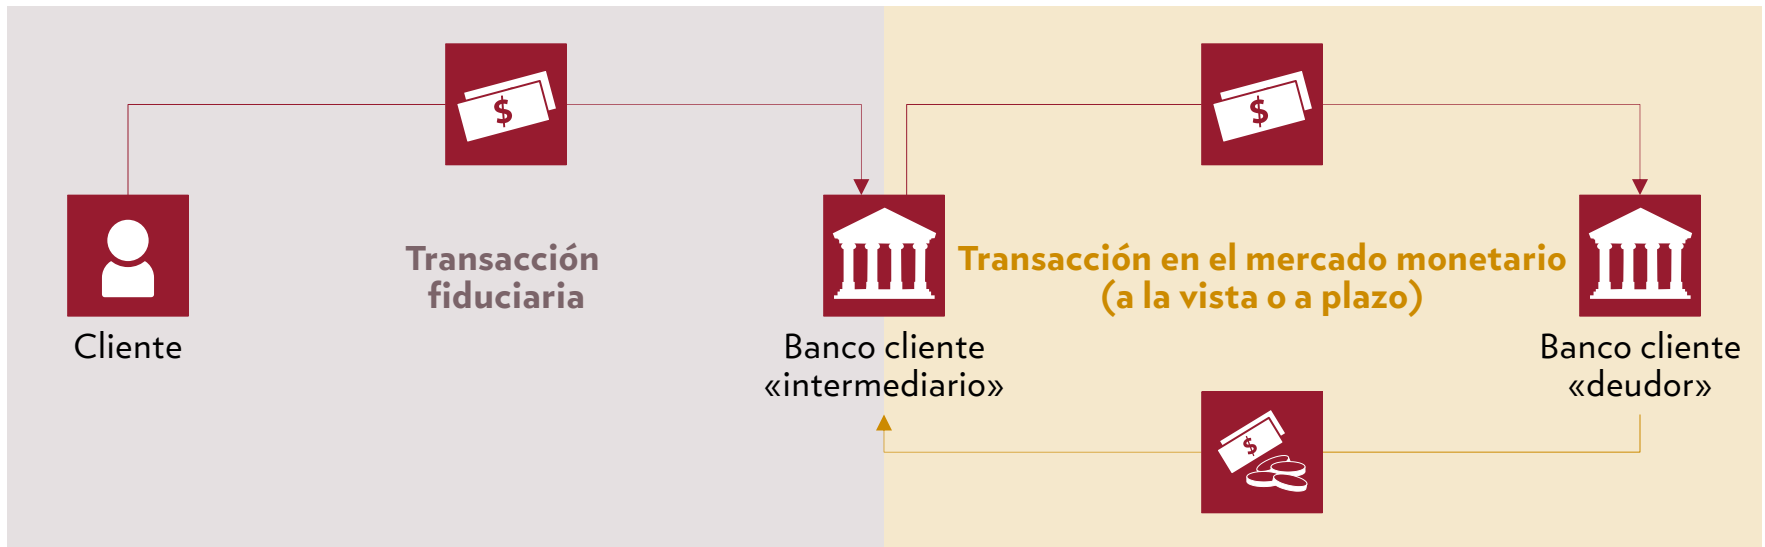 $
$
Transacción
fiduciaria
Transacción en el mercado monetario
(a la vista o a plazo)
Cliente
Banco cliente
«intermediario»
Banco cliente
«deudor»
$